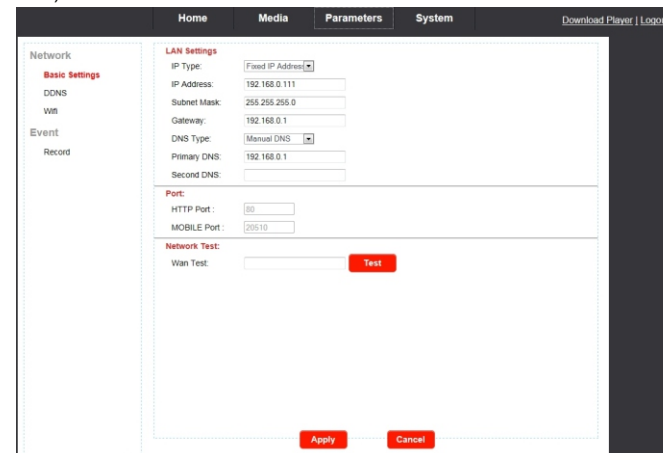 Home Media Parameters System Download Player | Logou
Network
Basic Settings
DDNS
Wifi
Event
Record
LAN Settings
IP Type: Fixed IP Address
IP Address: 192.168.0.111
Subnet Mask: 255.255.255.0
Gateway: 192.168.0.1
DNS Type: Manual DNS
Primary DNS: 192.168.0.1
Second DNS:
Port:
HTTP Port : 80
MOBILE Port : 20510
Network Test:
Wan Test: Test
Apply Cancel